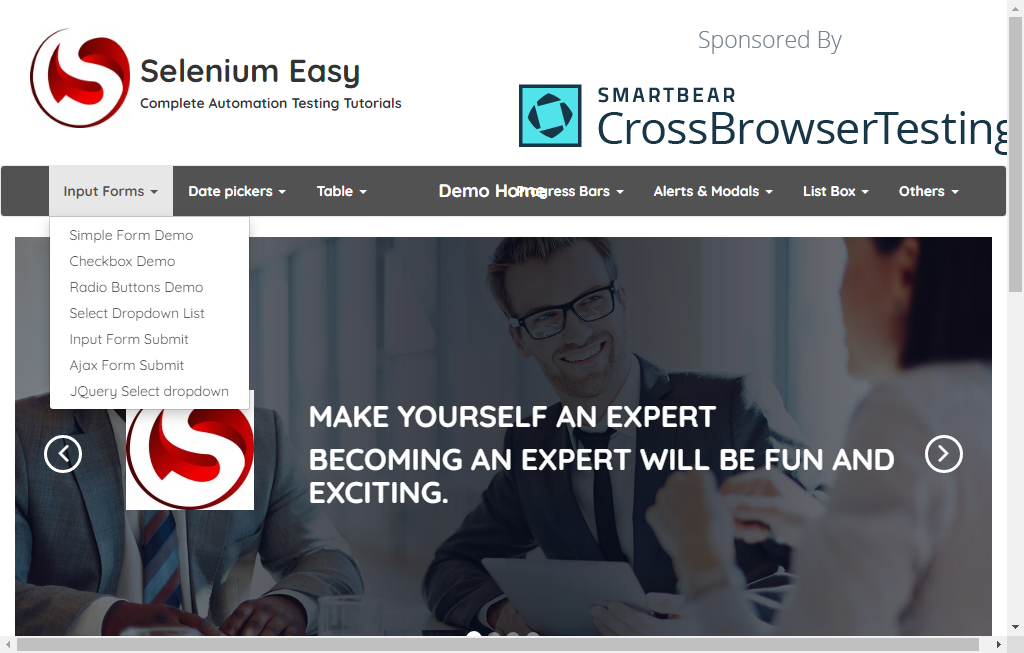 Selenium Easy
Complete Automation Testing Tutorials
Sponsored By
SMARTBEAR
CrossBrowserTesting
Input Forms
Date pickers
Table
Demo Home
Progress Bars
Alerts & Modals
List Box
Others
Simple Form Demo
Checkbox Demo
Radio Buttons Demo
Select Dropdown List
Input Form Submit
Ajax Form Submit
JQuery Select dropdown
MAKE YOURSELF AN EXPERT
BECOMING AN EXPERT WILL BE FUN AND
EXCITING.